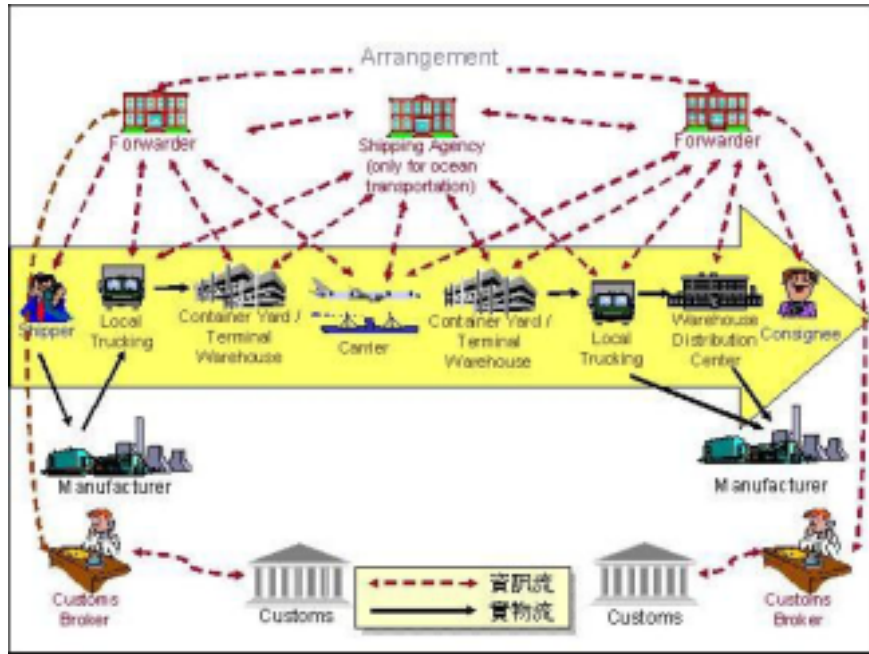 Arrangement
Forwarder
Shipping Agency
(only for ocean
transportation)
Forwarder
Shipper
Local
Trucking
Container Yard /
Terminal
Warehouse
Carrier
Container Yard /
Terminal
Warehouse
Local
Trucking
Warehouse
Distribution
Center
Consignee
Manufacturer
Manufacturer
Customs
Broker
Customs
資訊流
實物流
Customs
Customs
Broker